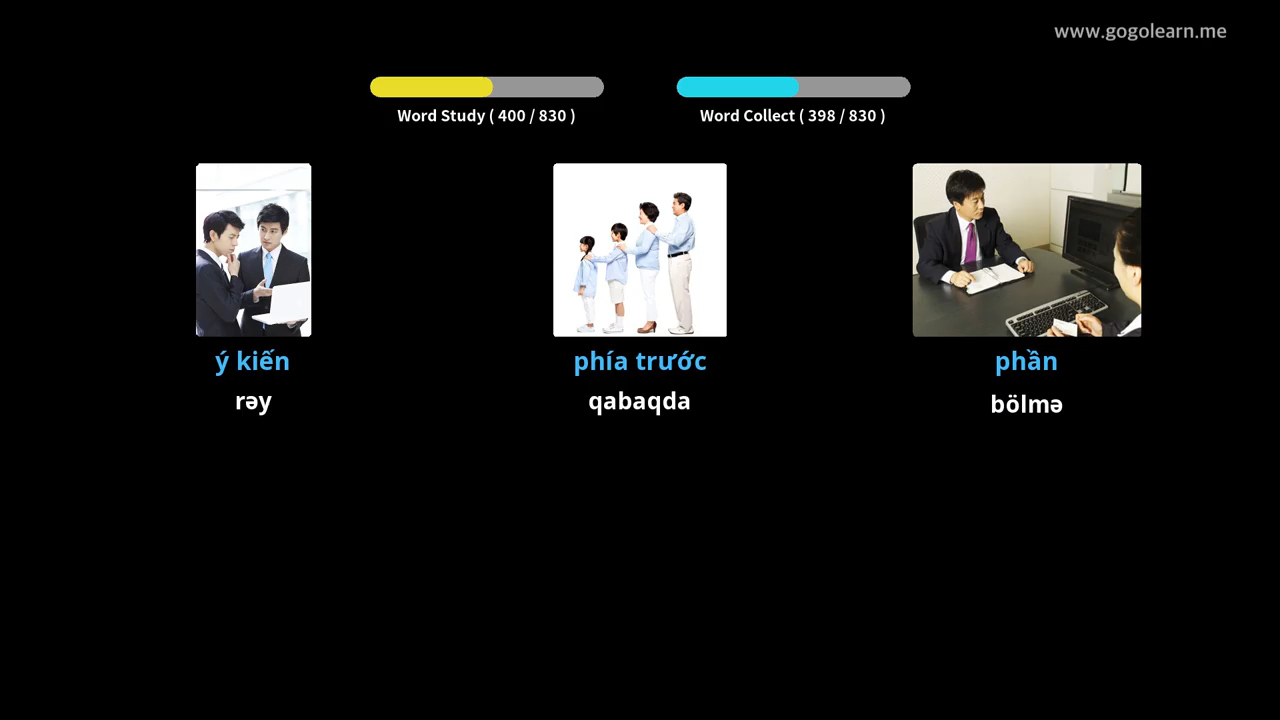 www.gogolearn.me
Word Study ( 400 / 830 )
Word Collect ( 398 / 830 )
ý kiến
rəy
phía trước
qabaqda
phần
bölmə